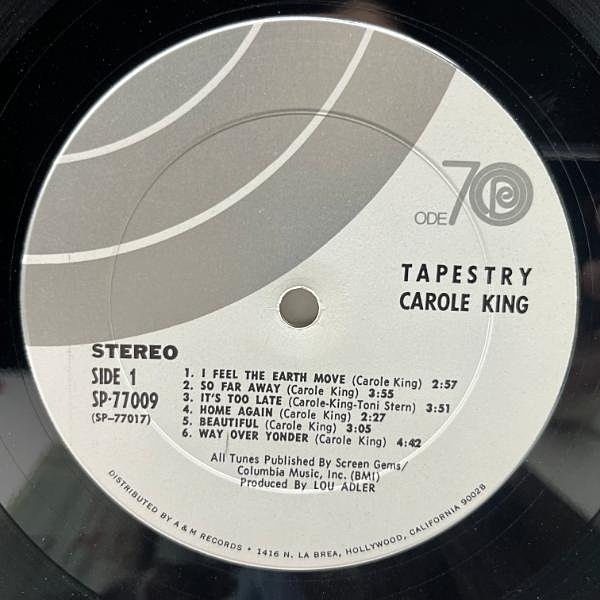 ODE 70
TAPESTRY
CAROLE KING
STEREO
SIDE 1
SP-77009
(SP-77017)
1. I FEEL THE EARTH MOVE (Carole King) 2:57
2. SO FAR AWAY (Carole King) 3:55
3. IT'S TOO LATE (Carole-King-Toni Stern) 3:51
4. HOME AGAIN (Carole King) 2:27
5. BEAUTIFUL (Carole King) 3:05
6. WAY OVER YONDER (Carole King) 4:42
All Tunes Published By Screen Gems/
Columbia Music, Inc. (BMI)
Produced By LOU ADLER
DISTRIBUTED BY A & M RECORDS • 1416 N. LA BREA, HOLLYWOOD, CALIFORNIA 90028